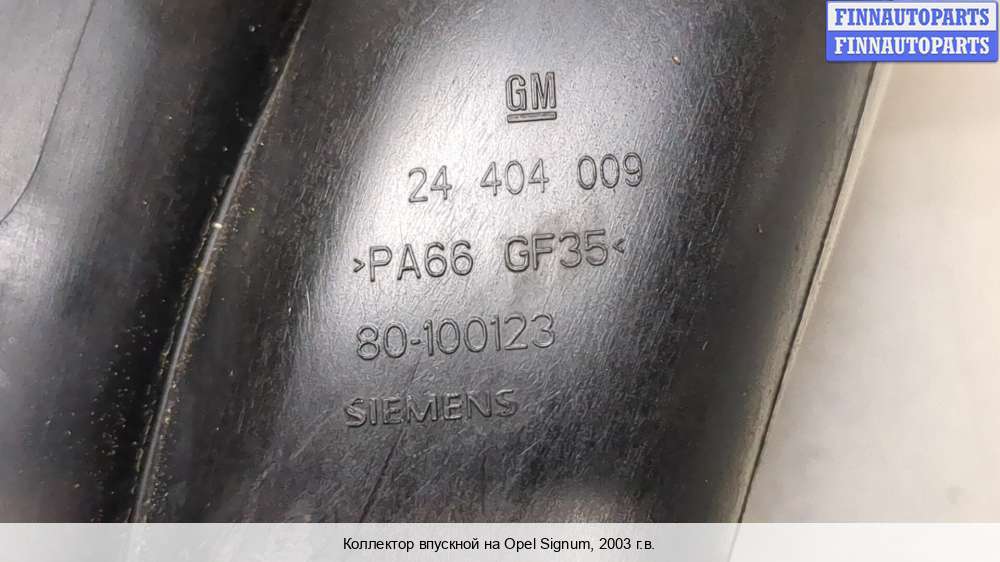 FINNAUTOPARTS
FINNAUTOPARTS
GM
24 404 009
>PA66 GF35<
80-100123
SIEMENS
Коллектор впускной на Opel Signum, 2003 г.в.